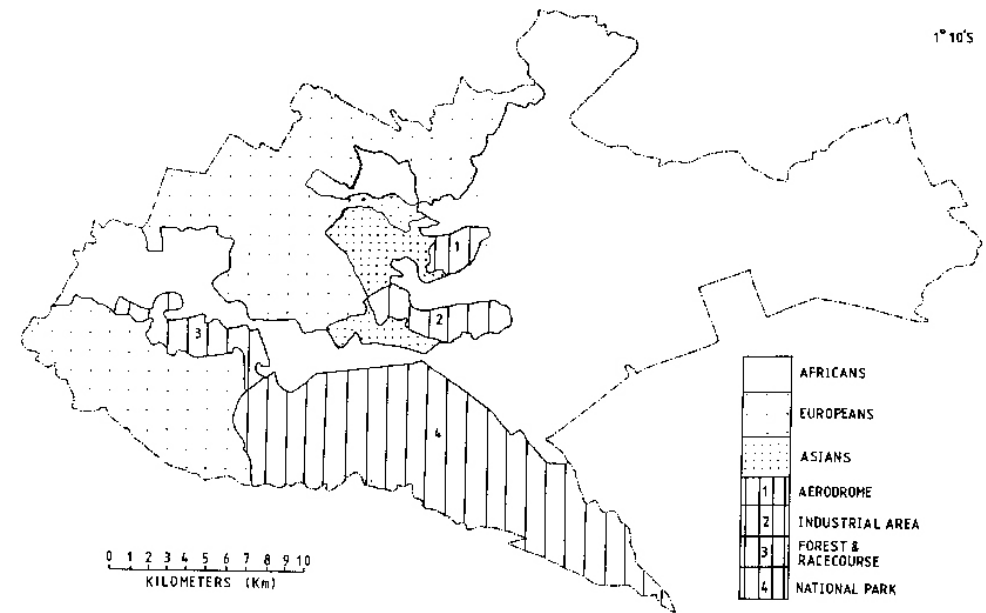 1° 10'S
1
2
3
4
AFRICANS
EUROPEANS
ASIANS
1 AERODROME
2 INDUSTRIAL AREA
3 FOREST &
RACECOURSE
4 NATIONAL PARK
0 1 2 3 4 5 6 7 8 9 10
KILOMETERS (Km)